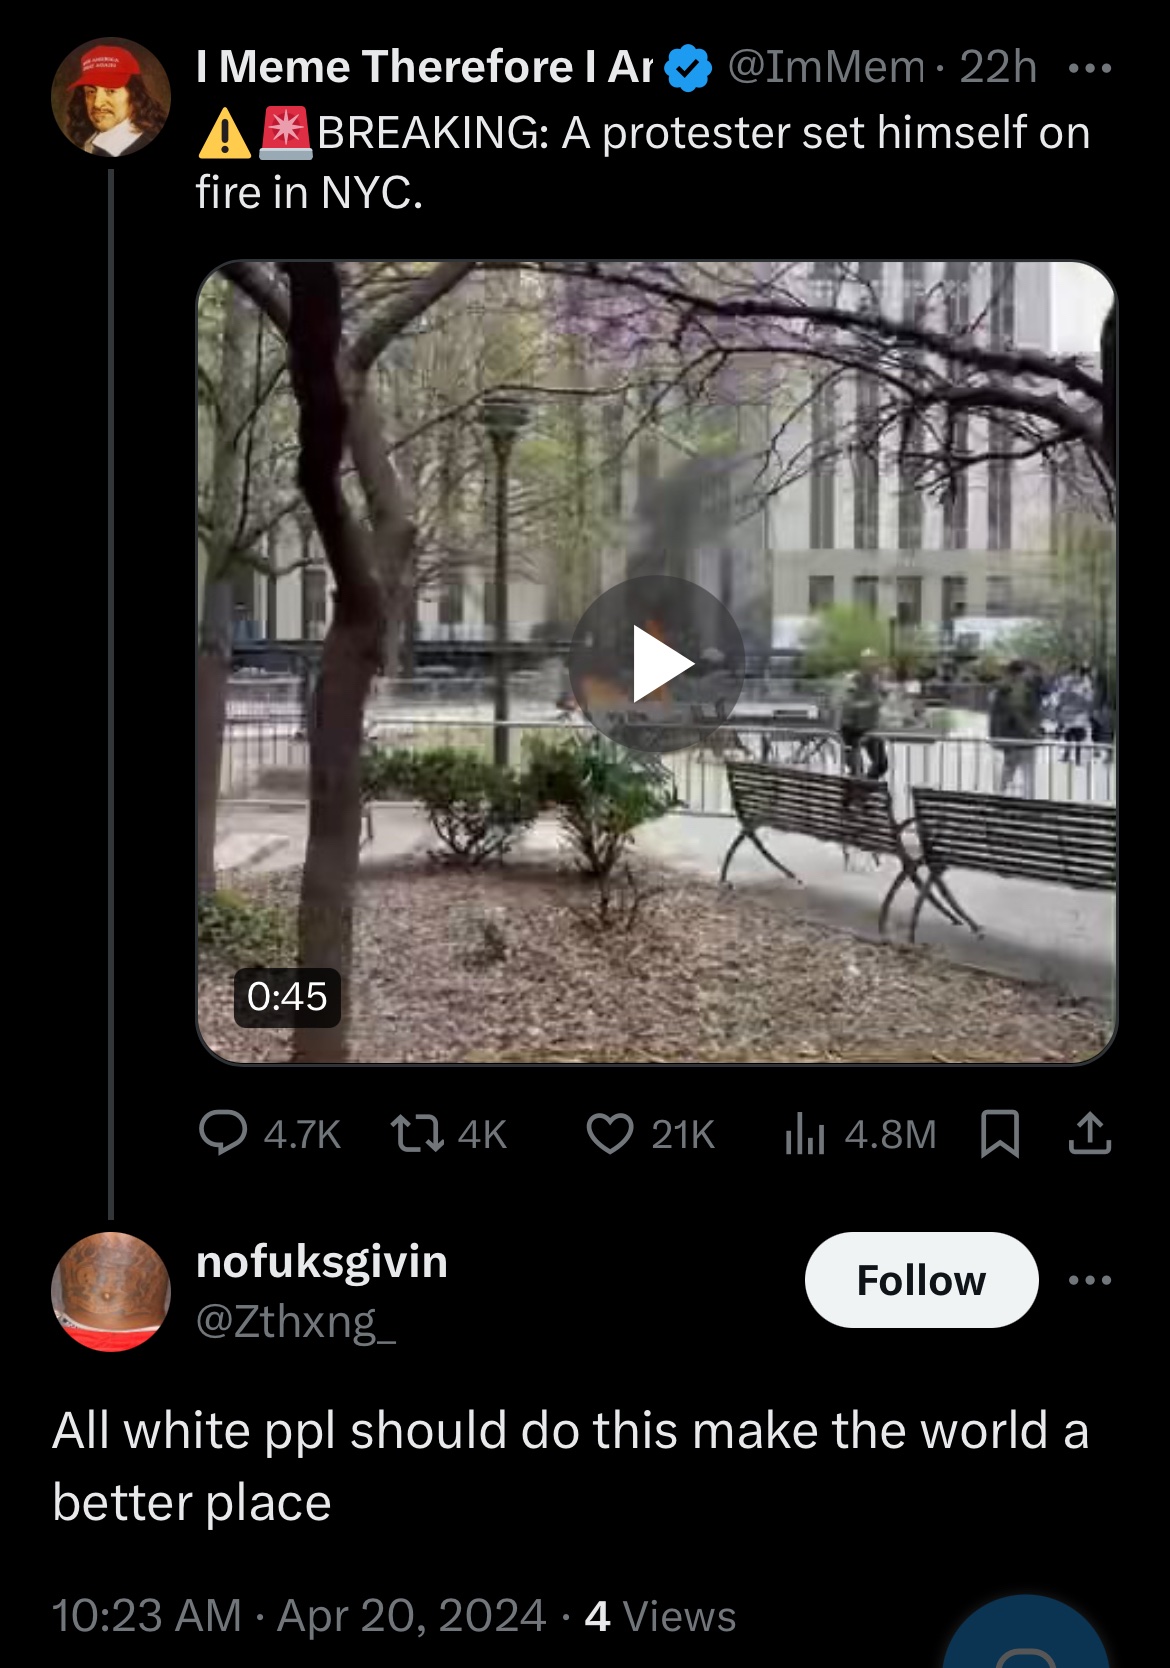 I Meme Therefore I Ar @ImMem · 22h
⚠️🚨BREAKING: A protester set himself on
fire in NYC.
0:45
4.7K 4K 21K 4.8M
nofuksgivin
@Zthxng_
Follow
All white ppl should do this make the world a
better place
10:23 AM · Apr 20, 2024 · 4 Views